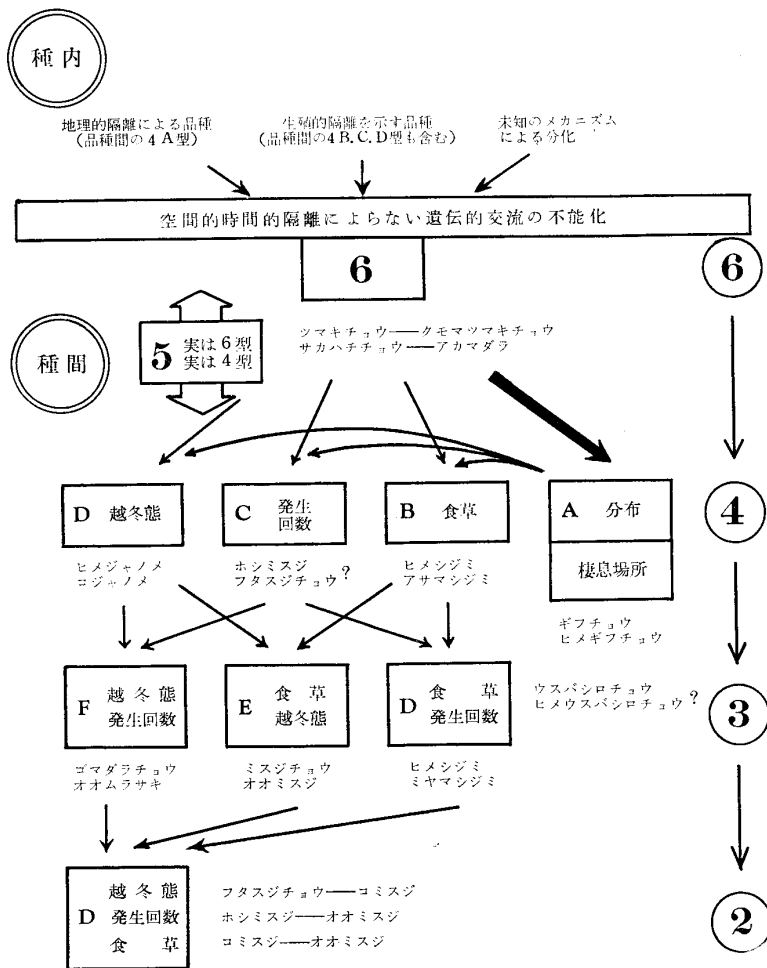 種内
地理的隔離による品種
(品種間の4A型)
生殖的隔離を示す品種
(品種間の4B.C.D型も含む)
未知のメカニズム
による分化
空間的時間的隔離によらない遺伝的交流の不能化
6
6
種間
5 実は6型
実は4型
ツマキチョウ——クモマツマキチョウ
サカハチチョウ——アカマダラ
D 越冬態
C 発生
回数
B 食草
A 分布
棲息場所
4
ヒメジャノメ
コジャノメ
ホシミスジ
フタスジチョウ?
ヒメシジミ
アサマシジミ
ギフチョウ
ヒメギフチョウ
F 越冬態
発生回数
E 食草
越冬態
D 食草
発生回数
ウスバシロチョウ
ヒメウスバシロチョウ?
3
ゴマダラチョウ
オオムラサキ
ミスジチョウ
オオミスジ
ヒメシジミ
ミヤマシジミ
D 越冬態
発生回数
食草
フタスジチョウ——コミスジ
ホシミスジ——オオミスジ
コミスジ——オオミスジ
2